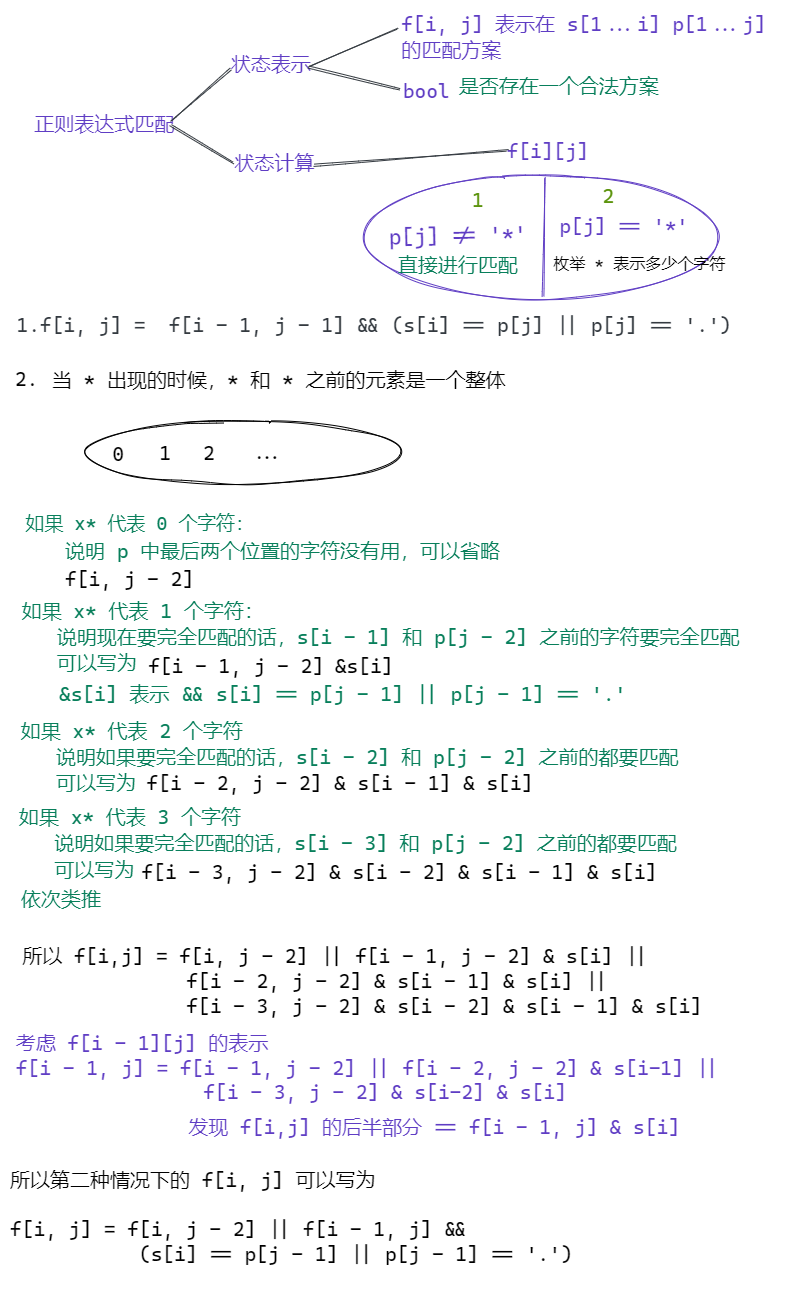 f[i, j] 表示在 s[1...i] p[1...j]
的匹配方案
状态表示
bool 是否存在一个合法方案
正则表达式匹配
状态计算
f[i][j]
1
2
p[j] ≠ '*'
p[j] == '*'
直接进行匹配
枚举 * 表示多少个字符
1.f[i, j] = f[i - 1, j - 1] && (s[i] == p[j] || p[j] == '.')
2. 当 * 出现的时候，* 和 * 之前的元素是一个整体
0 1 2 ...
如果 x* 代表 0 个字符:
说明 p 中最后两个位置的字符没有用，可以省略
f[i, j - 2]
如果 x* 代表 1 个字符:
说明现在要完全匹配的话，s[i - 1] 和 p[j - 2] 之前的字符要完全匹配
可以写为 f[i - 1, j - 2] &s[i]
&s[i] 表示 && s[i] == p[j - 1] || p[j - 1] == '.'
如果 x* 代表 2 个字符
说明如果要完全匹配的话，s[i - 2] 和 p[j - 2] 之前的都要匹配
可以写为 f[i - 2, j - 2] & s[i - 1] & s[i]
如果 x* 代表 3 个字符
说明如果要完全匹配的话，s[i - 3] 和 p[j - 2] 之前的都要匹配
可以写为 f[i - 3, j - 2] & s[i - 2] & s[i - 1] & s[i]
依次类推
所以 f[i,j] = f[i, j - 2] || f[i - 1, j - 2] & s[i] ||
f[i - 2, j - 2] & s[i - 1] & s[i] ||
f[i - 3, j - 2] & s[i - 2] & s[i - 1] & s[i]
考虑 f[i - 1][j] 的表示
f[i - 1, j] = f[i - 1, j - 2] || f[i - 2, j - 2] & s[i-1] ||
f[i - 3, j - 2] & s[i-2] & s[i]
发现 f[i,j] 的后半部分 == f[i - 1, j] & s[i]
所以第二种情况下的 f[i, j] 可以写为
f[i, j] = f[i, j - 2] || f[i - 1, j] &&
(s[i] == p[j - 1] || p[j - 1] == '.')